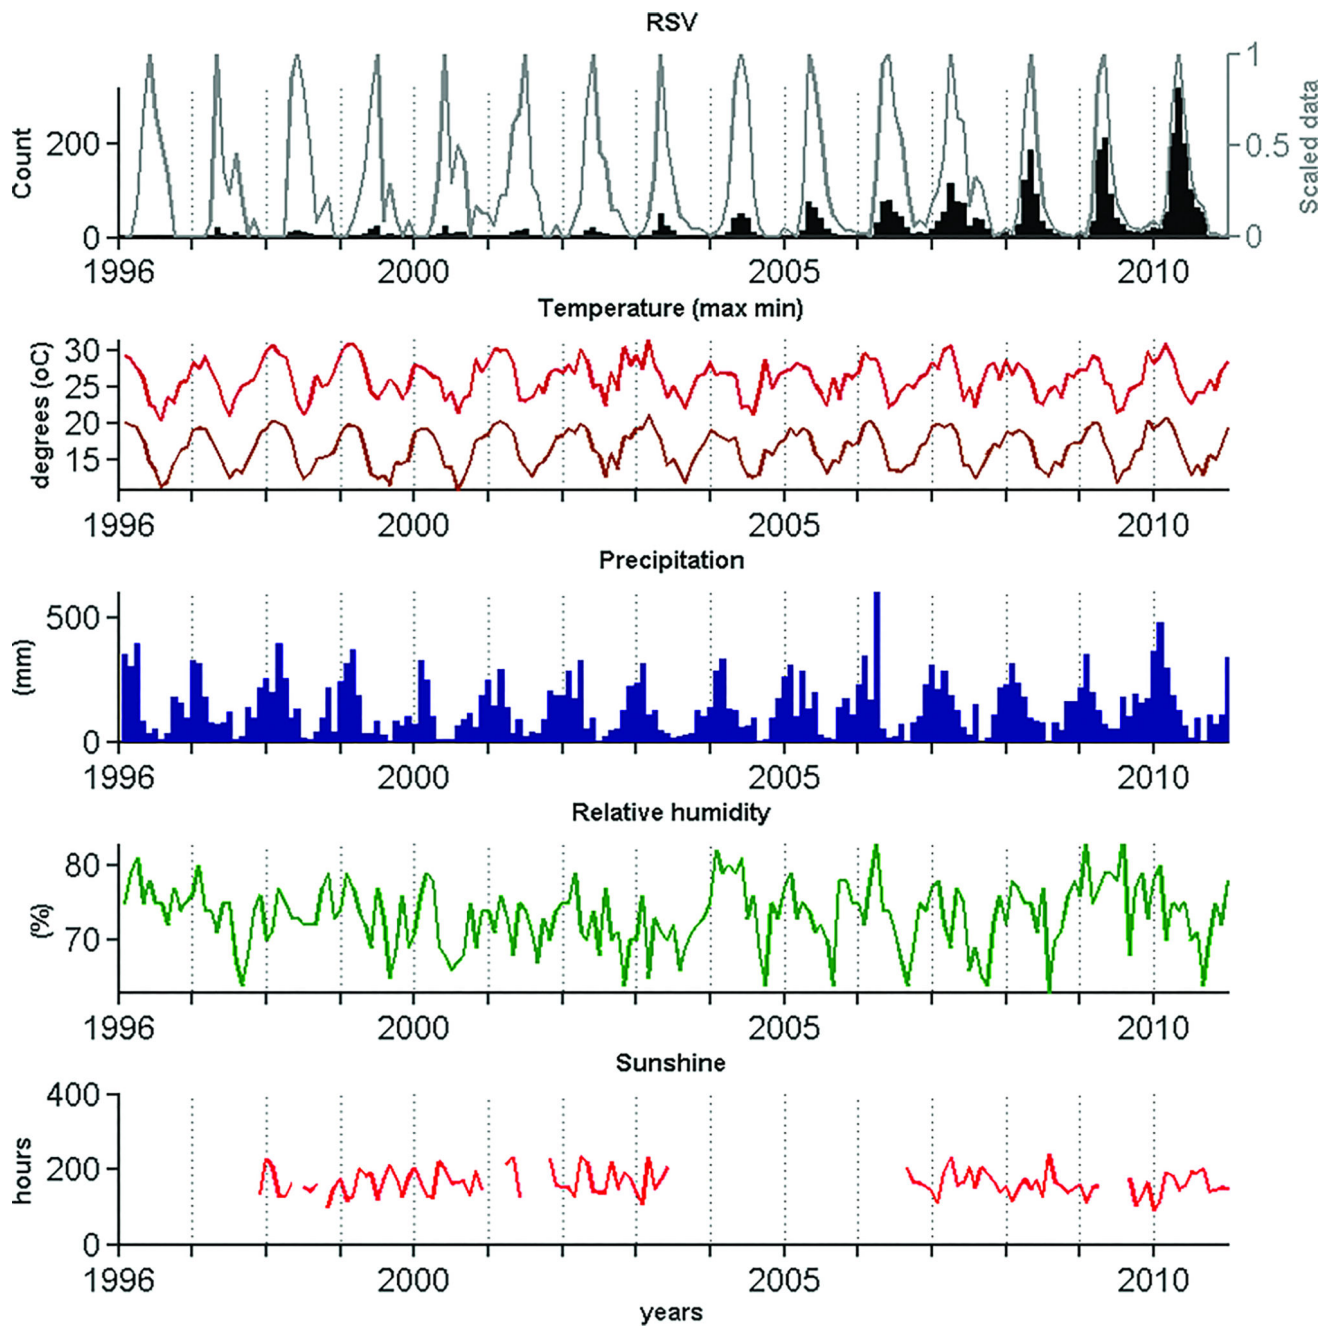 RSV
Count
200
0
1
0.5
0
Scaled data
1996 2000 2005 2010
Temperature (max min)
degrees (oC)
30
25
20
15
1996 2000 2005 2010
Precipitation
(mm)
500
0
1996 2000 2005 2010
Relative humidity
(%)
80
70
1996 2000 2005 2010
Sunshine
hours
400
200
0
1996 2000 2005 2010
years